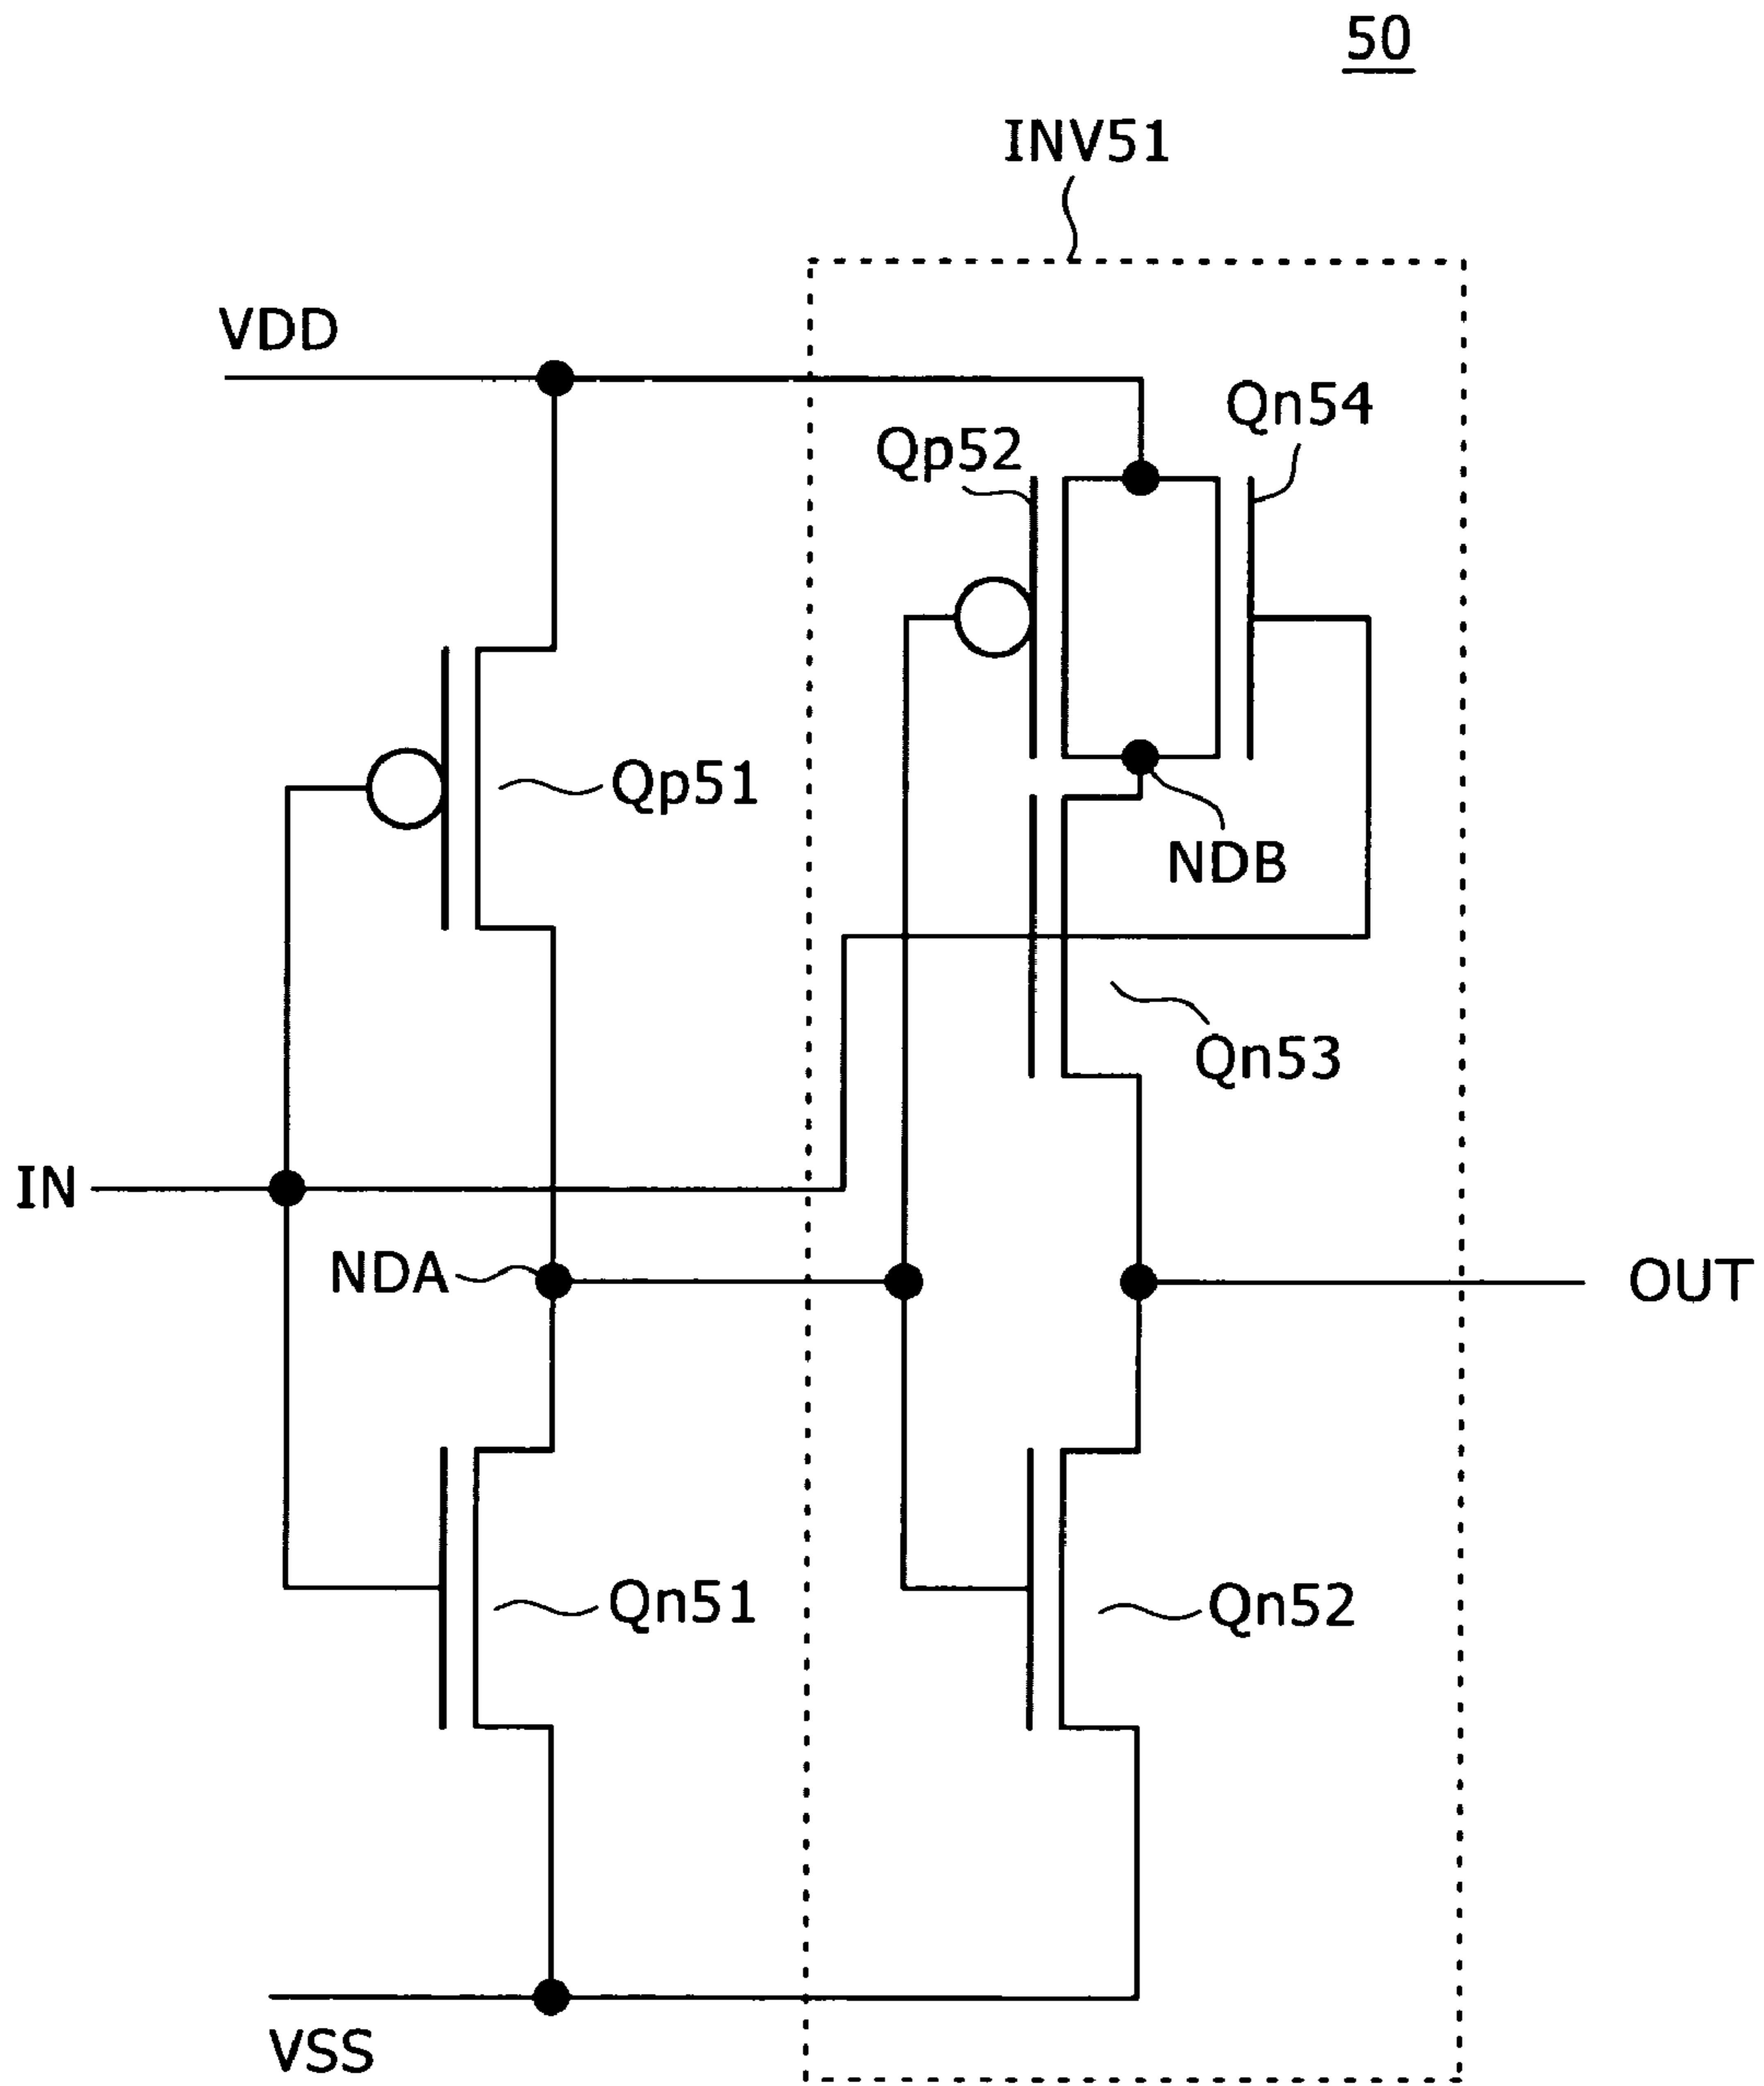 50
INV51
VDD
Qn54
Qp52
Qp51
NDB
Qn53
IN
NDA
OUT
Qn51
Qn52
VSS